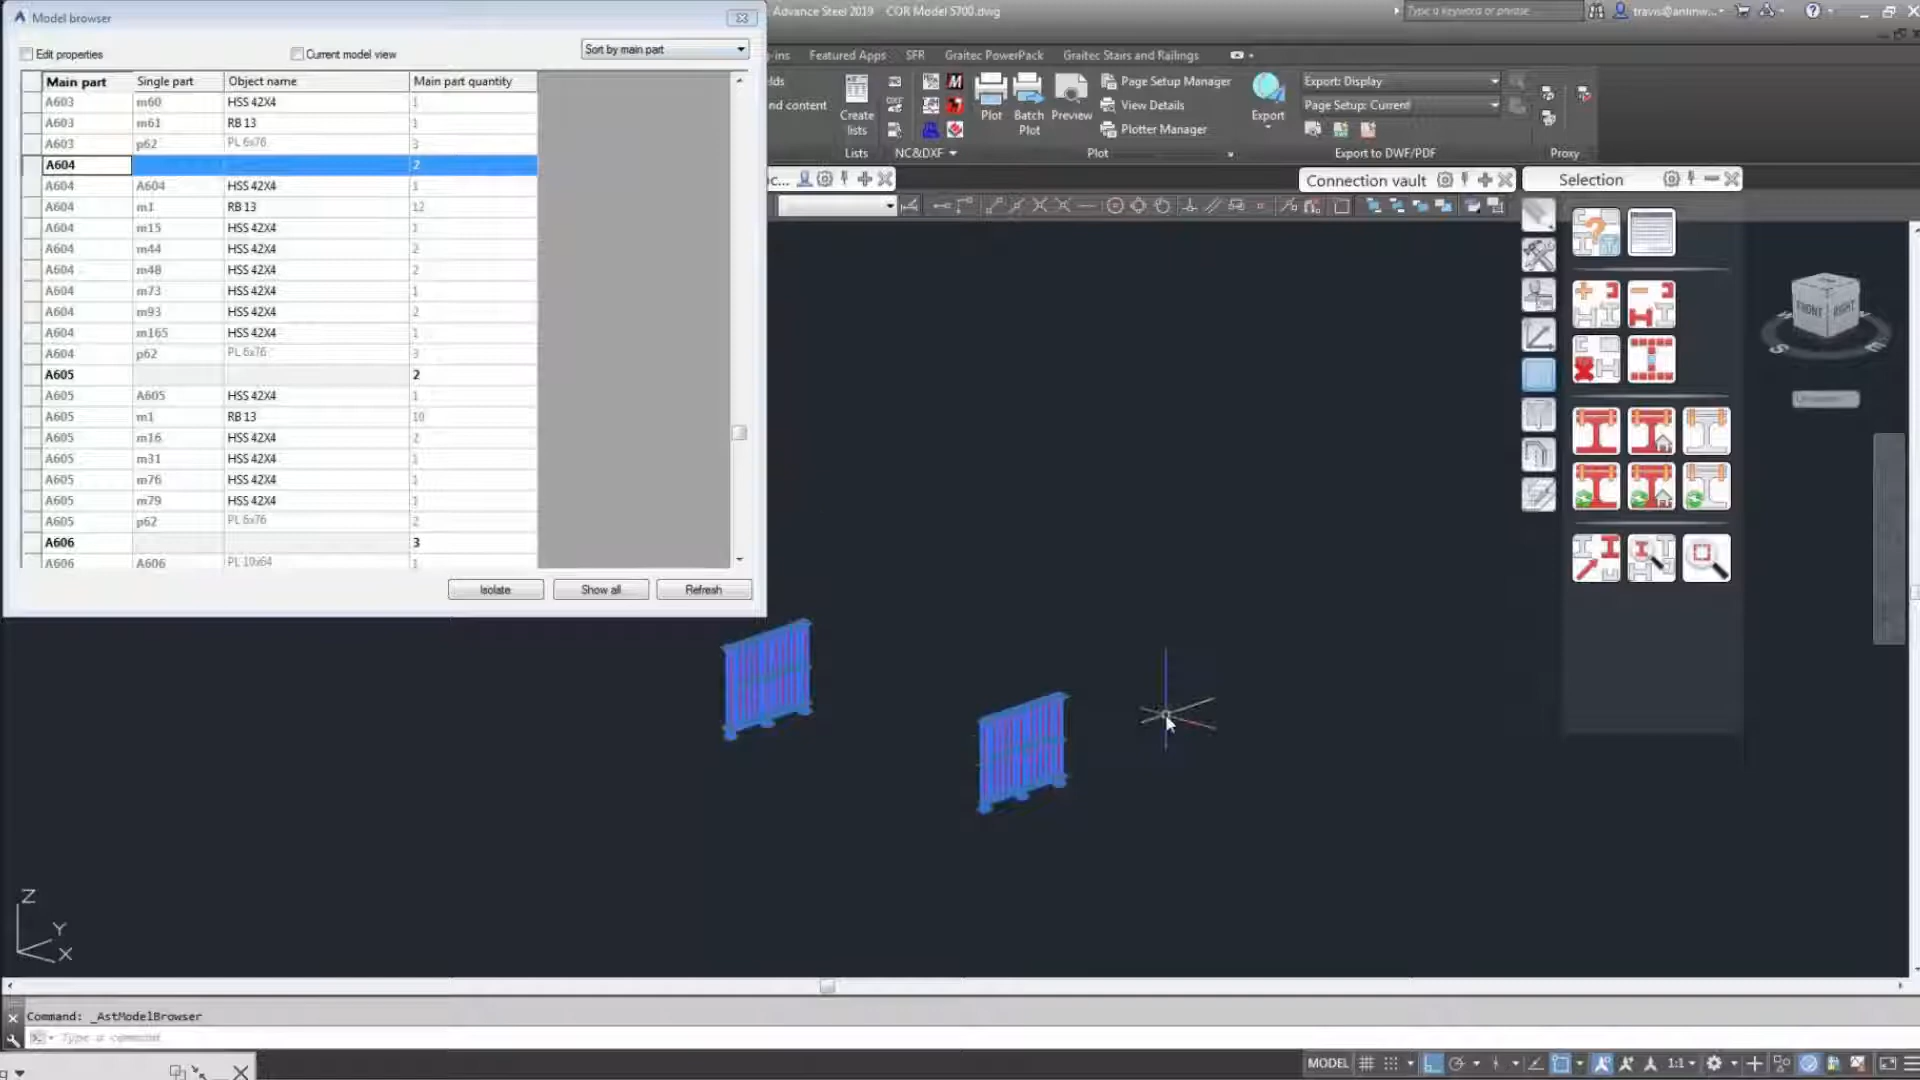 Model browser
Advance Steel 2019 COR Model 5700.dwg
Type a keyword or phrase
Edit properties
Current model view
Sort by main part
Featured Apps SFR Graitec PowerPack Graitec Stairs and Railings
Main part Single part Object name Main part quantity
A603 m60 HSS 42X4 1
A603 m61 RB 13 1
A603 p62 PL 6x76 3
A604 2
A604 A604 HSS 42X4 1
A604 m1 RB 13 12
A604 m15 HSS 42X4 1
A604 m44 HSS 42X4 2
A604 m48 HSS 42X4 2
A604 m73 HSS 42X4 1
A604 m93 HSS 42X4 2
A604 m165 HSS 42X4 1
A604 p62 PL 6x76 3
A605 2
A605 A605 HSS 42X4 1
A605 m1 RB 13 10
A605 m16 HSS 42X4 2
A605 m31 HSS 42X4 1
A605 m76 HSS 42X4 1
A605 m79 HSS 42X4 1
A605 p62 PL 6x76 2
A606 3
A606 A606 PL 10x64 1
Isolate
Show all
Refresh
nd content
Create lists
Lists
DXF
NC&DXF
Plot
Batch Plot
Preview
Page Setup Manager
View Details
Plotter Manager
Plot
Export
Export: Display
Page Setup: Current
Export to DWF/PDF
Proxy
Connection vault
Selection
FRONT
RIGHT
S
E
Z
Y
X
Command: _AstModelBrowser
Type a command
MODEL
1:1